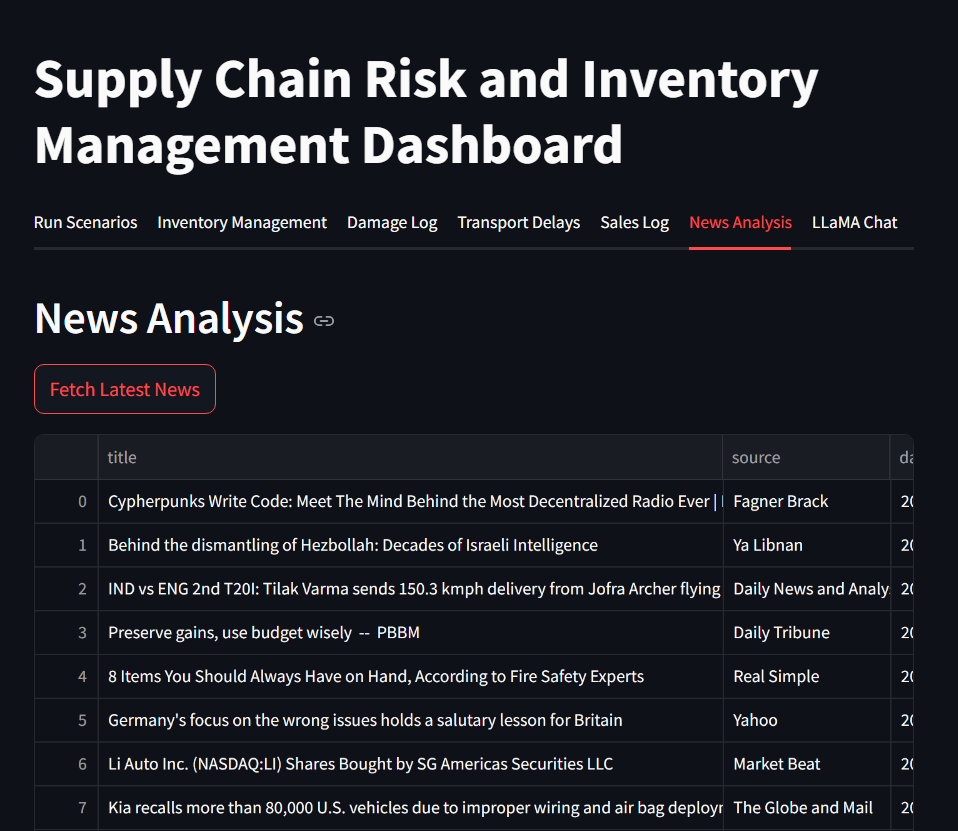 Supply Chain Risk and Inventory
Management Dashboard
Run Scenarios Inventory Management Damage Log Transport Delays Sales Log News Analysis LLaMA Chat
News Analysis
Fetch Latest News
title source
0 Cypherpunks Write Code: Meet The Mind Behind the Most Decentralized Radio Ever | Fagner Brack 20
1 Behind the dismantling of Hezbollah: Decades of Israeli Intelligence Ya Libnan 20
2 IND vs ENG 2nd T20I: Tilak Varma sends 150.3 kmph delivery from Jofra Archer flying Daily News and Analy 20
3 Preserve gains, use budget wisely -- PBBM Daily Tribune 20
4 8 Items You Should Always Have on Hand, According to Fire Safety Experts Real Simple 20
5 Germany's focus on the wrong issues holds a salutary lesson for Britain Yahoo 20
6 Li Auto Inc. (NASDAQ:LI) Shares Bought by SG Americas Securities LLC Market Beat 20
7 Kia recalls more than 80,000 U.S. vehicles due to improper wiring and air bag deployr The Globe and Mail 20